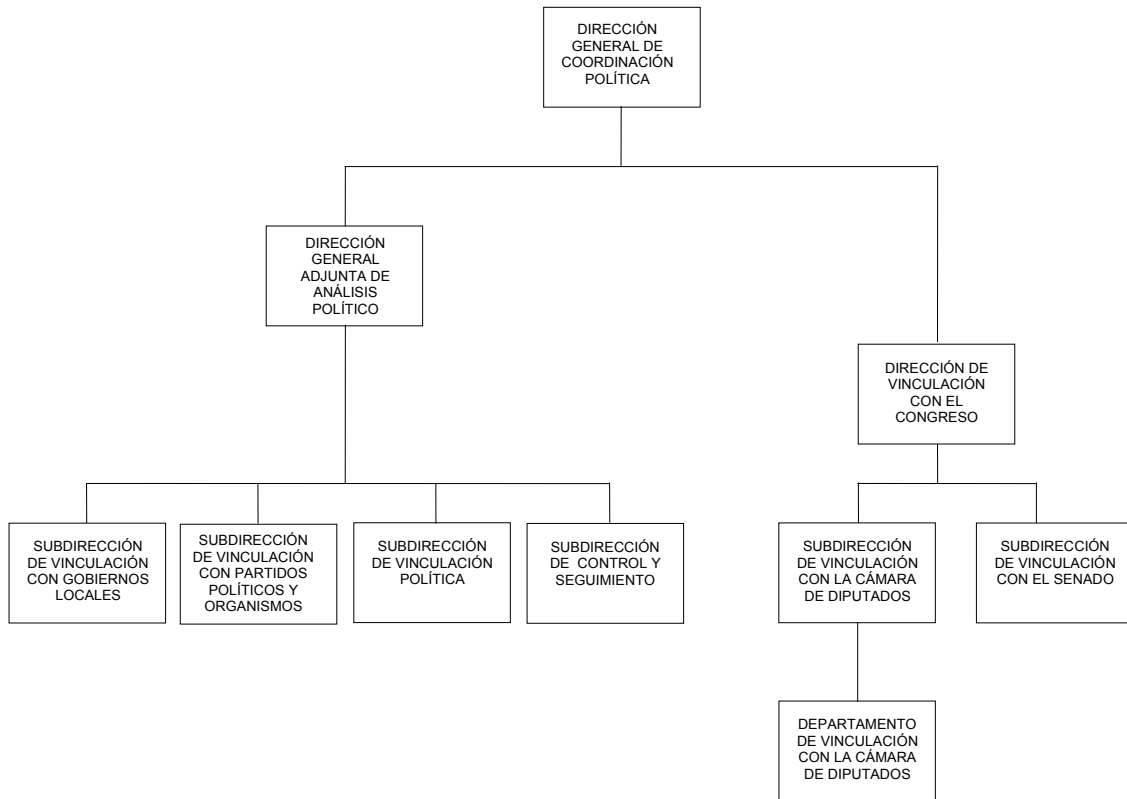 DIRECCIÓN
GENERAL DE
COORDINACIÓN
POLÍTICA
DIRECCIÓN
GENERAL
ADJUNTA DE
ANÁLISIS
POLÍTICO
DIRECCIÓN DE
VINCULACIÓN
CON EL
CONGRESO
SUBDIRECCIÓN
DE VINCULACIÓN
CON GOBIERNOS
LOCALES
SUBDIRECCIÓN
DE VINCULACIÓN
CON PARTIDOS
POLÍTICOS Y
ORGANISMOS
SUBDIRECCIÓN
DE VINCULACIÓN
POLÍTICA
SUBDIRECCIÓN
DE CONTROL Y
SEGUIMIENTO
SUBDIRECCIÓN
DE VINCULACIÓN
CON LA CÁMARA
DE DIPUTADOS
SUBDIRECCIÓN
DE VINCULACIÓN
CON EL SENADO
DEPARTAMENTO
DE VINCULACIÓN
CON LA CÁMARA
DE DIPUTADOS